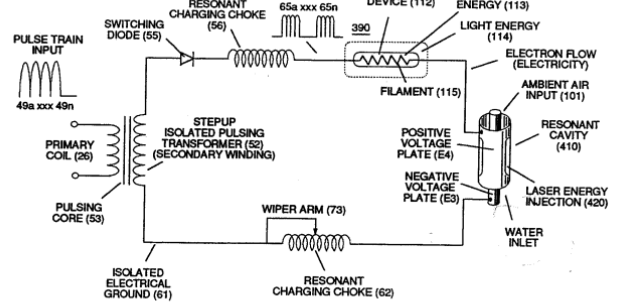 RESONANT
CHARGING CHOKE
(56)
65a xxx 65n
DEVICE (112)
ENERGY (113)
SWITCHING
DIODE (55)
390
LIGHT ENERGY
(114)
PULSE TRAIN
INPUT
ELECTRON FLOW
(ELECTRICITY)
49a xxx 49n
FILAMENT (115)
AMBIENT AIR
INPUT (101)
STEPUP
ISOLATED PULSING
TRANSFORMER (52)
(SECONDARY WINDING)
PRIMARY
COIL (26)
POSITIVE
VOLTAGE
PLATE (E4)
RESONANT
CAVITY
(410)
NEGATIVE
VOLTAGE
PLATE (E3)
LASER ENERGY
INJECTION (420)
PULSING
CORE (53)
WIPER ARM (73)
WATER
INLET
ISOLATED
ELECTRICAL
GROUND (61)
RESONANT
CHARGING CHOKE (62)